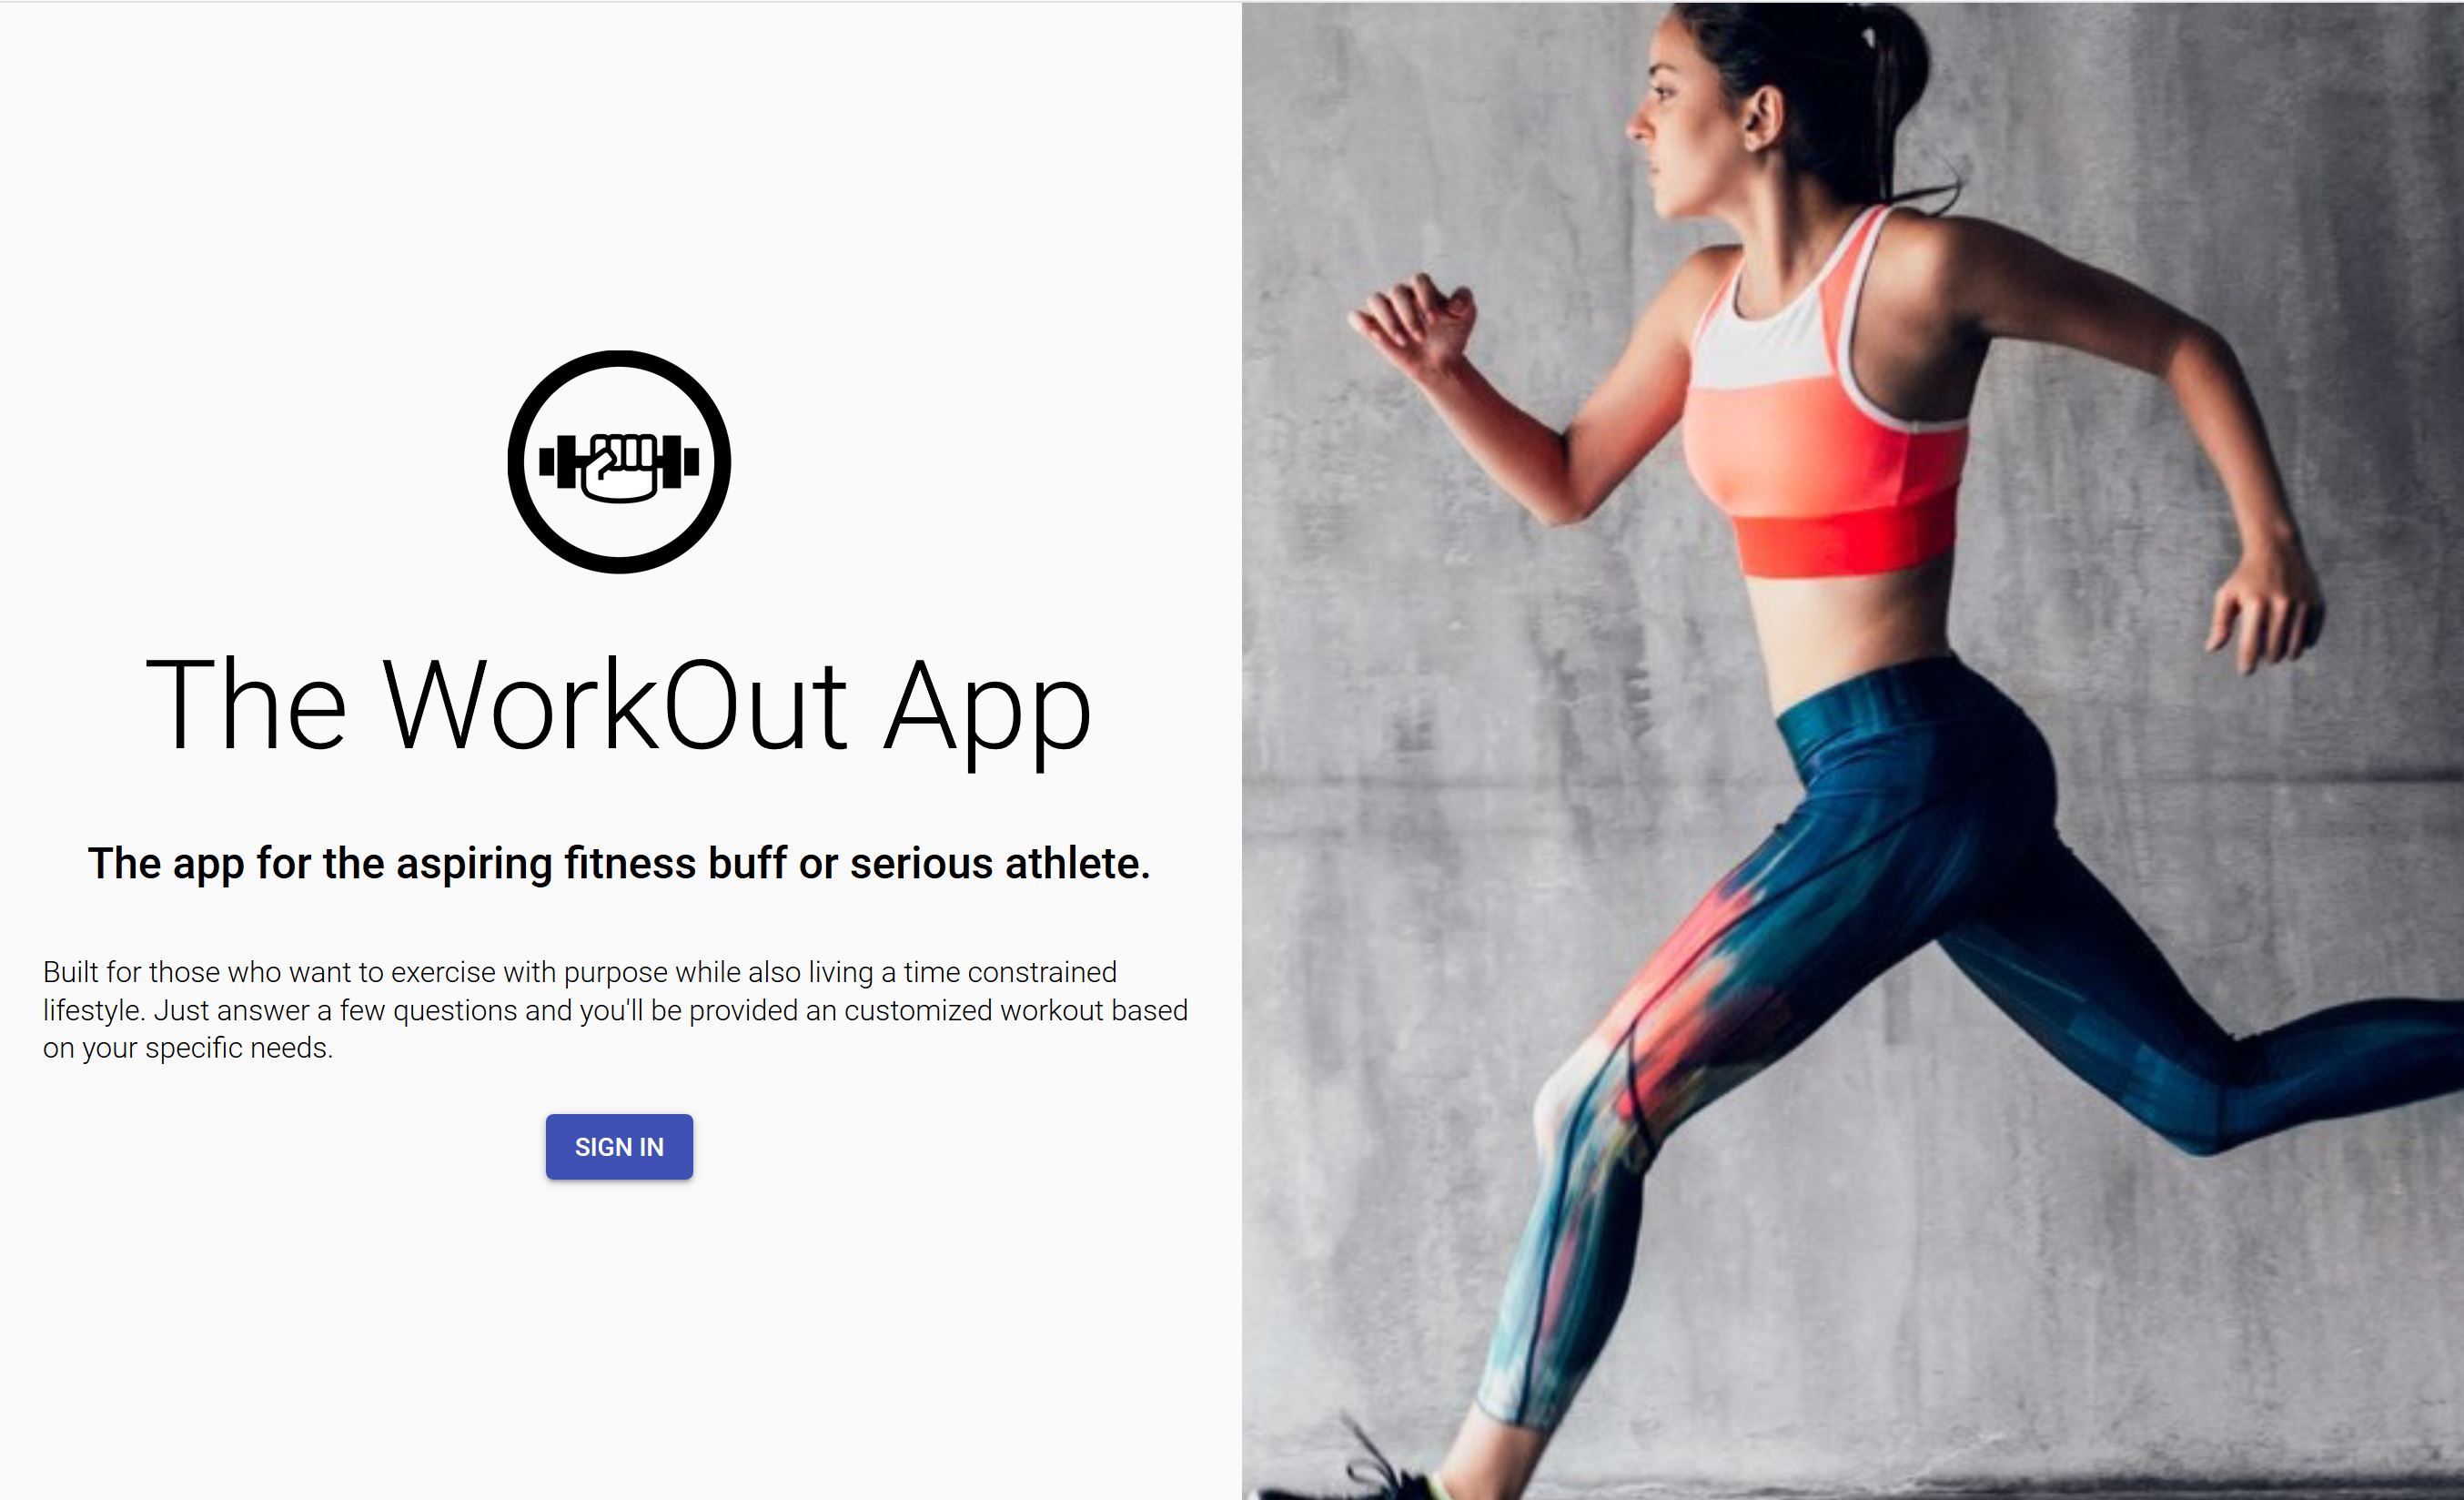 The WorkOut App
The app for the aspiring fitness buff or serious athlete.
Built for those who want to exercise with purpose while also living a time constrained
lifestyle. Just answer a few questions and you'll be provided an customized workout based
on your specific needs.
SIGN IN